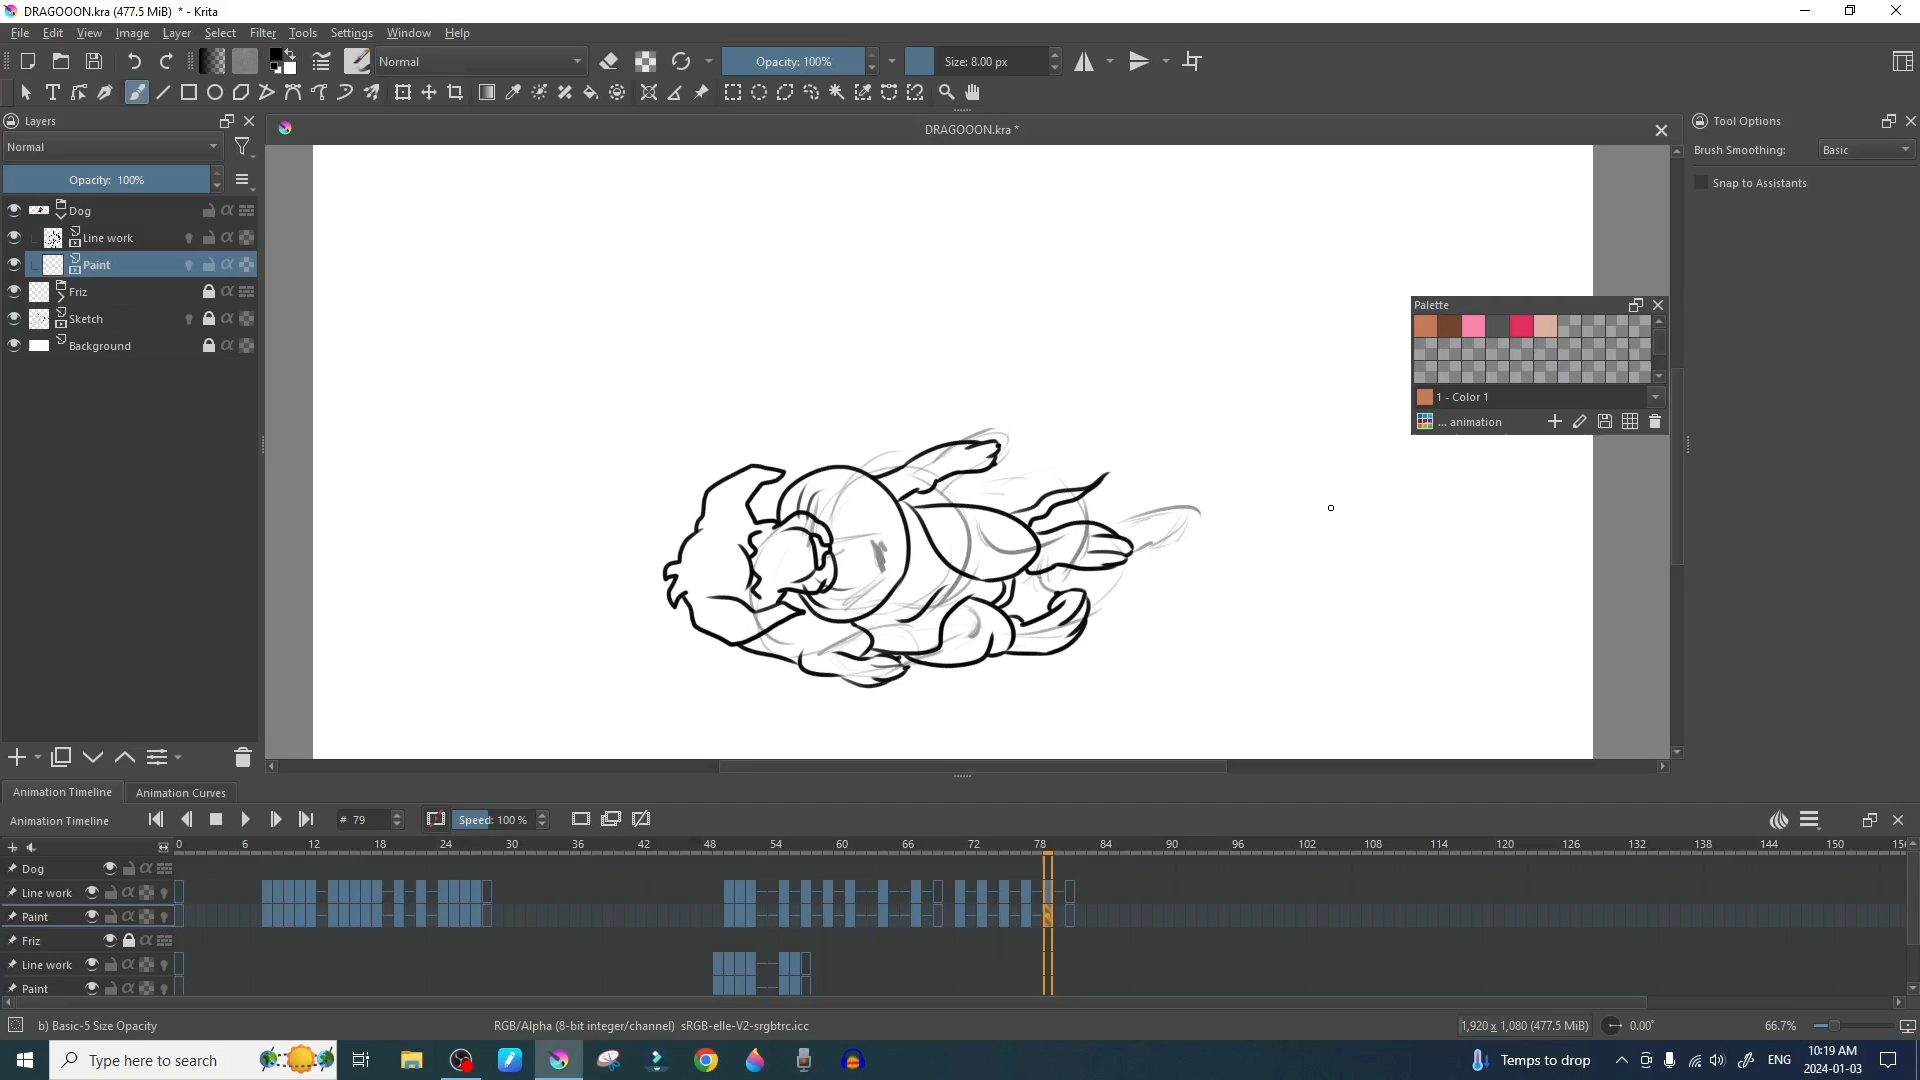 DRAGOOON.kra (477.5 MiB) * - Krita
File Edit View Image Layer Select Filter Tools Settings Window Help
Normal Opacity: 100% Size: 8.00 px
Layers
DRAGOOON.kra *
Tool Options
Normal
Brush Smoothing: Basic
Opacity: 100%
Snap to Assistants
Dog
Line work
Paint
Friz
Sketch
Background
Palette
1 - Color 1
... animation
Animation Timeline Animation Curves
Animation Timeline # 79 Speed: 100 %
0 6 12 18 24 30 36 42 48 54 60 66 72 78 84 90 96 102 108 114 120 126 132 138 144 150
Dog
Line work
Paint
Friz
Line work
Paint
b) Basic-5 Size Opacity RGB/Alpha (8-bit integer/channel) sRGB-elle-V2-srgbtrc.icc 1,920 x 1,080 (477.5 MiB) 0.00° 66.7%
Type here to search Temps to drop ENG 10:19 AM
2024-01-03